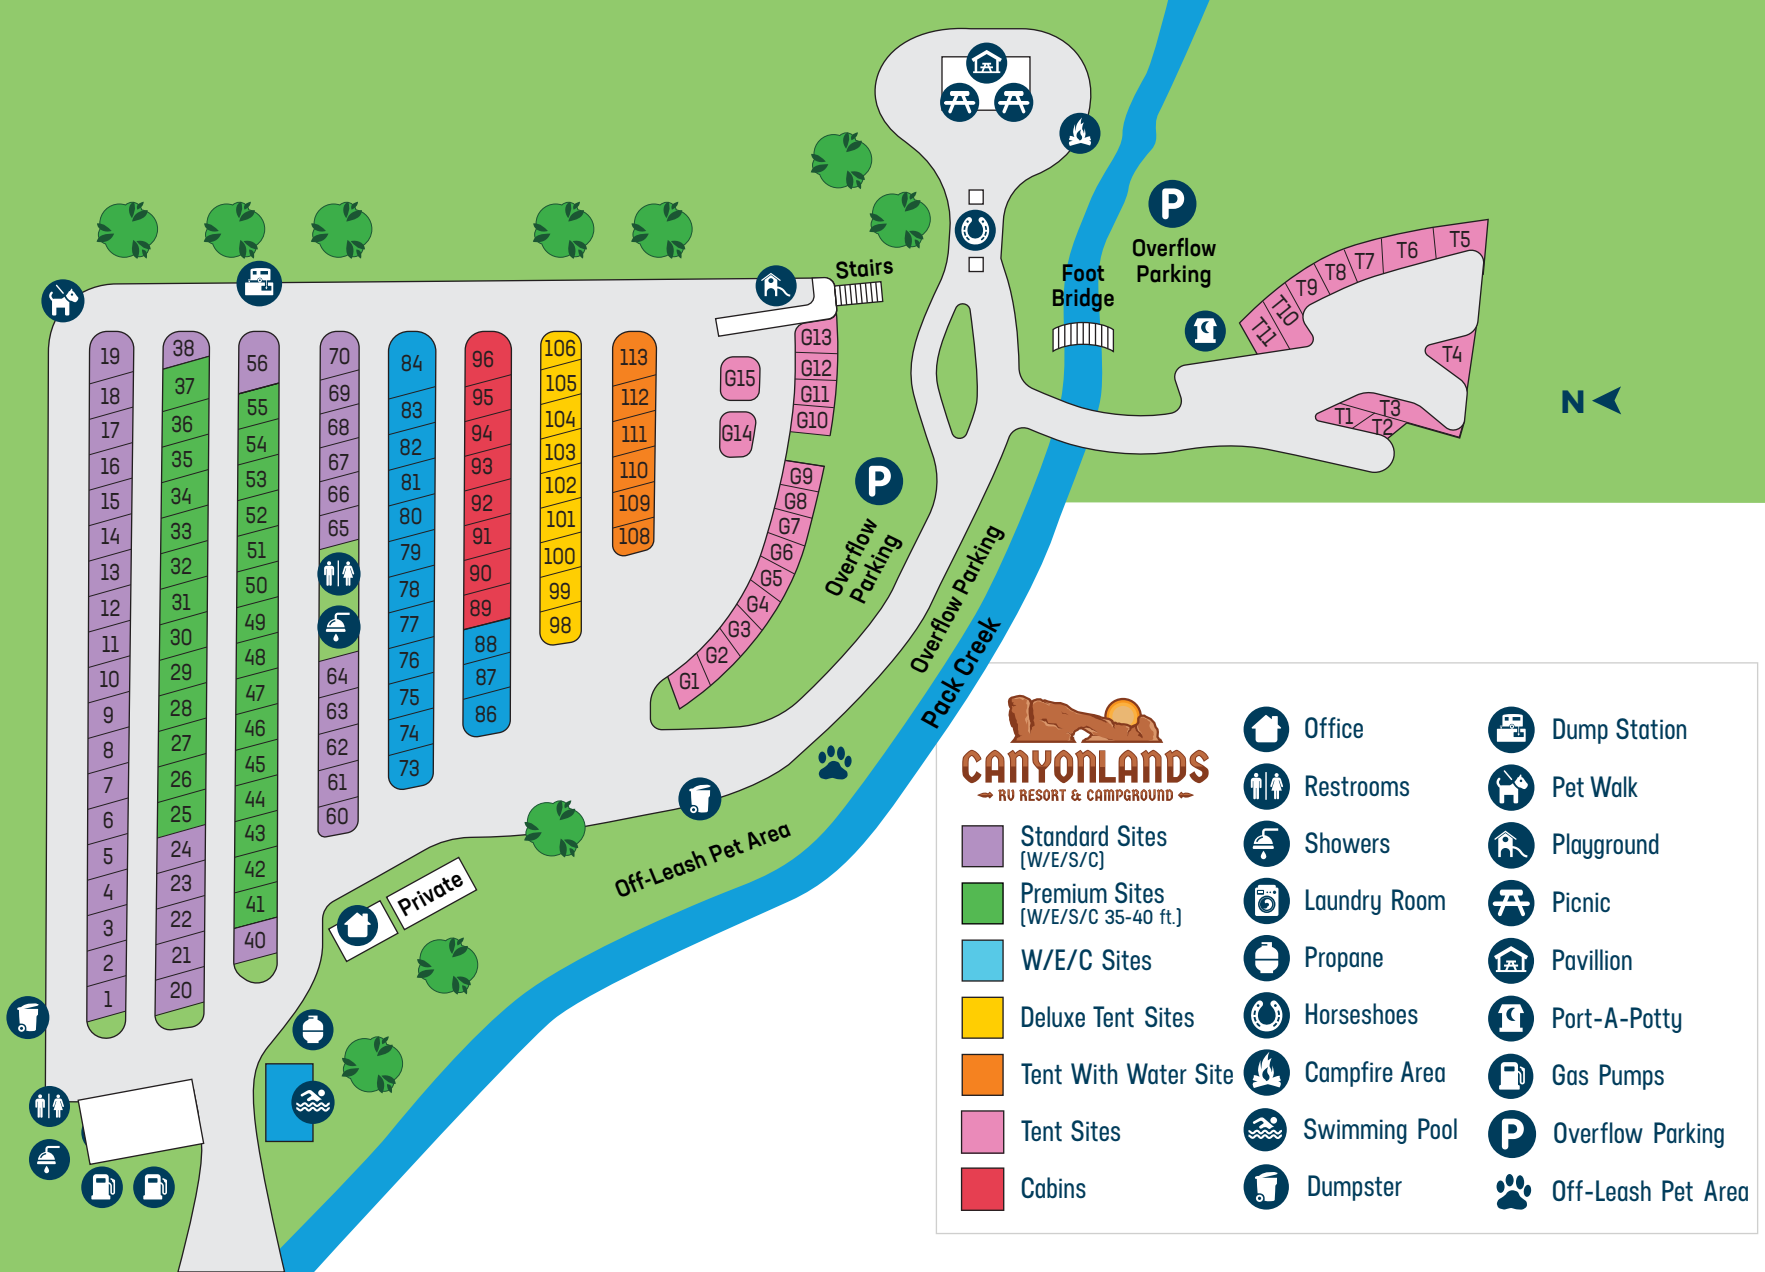 Stairs
Foot
Bridge
P
Overflow
Parking
N
19
18
17
16
15
14
13
12
11
10
9
8
7
6
5
4
3
2
1
38
37
36
35
34
33
32
31
30
29
28
27
26
25
24
23
22
21
20
56
55
54
53
52
51
50
49
48
47
46
45
44
43
42
41
40
70
69
68
67
66
65
64
63
62
61
60
84
83
82
81
80
79
78
77
76
75
74
73
96
95
94
93
92
91
90
89
88
87
86
106
105
104
103
102
101
100
99
98
113
112
111
110
109
108
G15
G14
G13
G12
G11
G10
G9
G8
G7
G6
G5
G4
G3
G2
G1
T5
T6
T7
T8
T9
T10
T11
T4
T3
T1
T2
P
Overflow
Parking
Overflow Parking
Pack Creek
Off-Leash Pet Area
Private
CANYONLANDS
RV RESORT & CAMPGROUND
Standard Sites
(W/E/S/C)
Premium Sites
(W/E/S/C 35-40 ft.)
W/E/C Sites
Deluxe Tent Sites
Tent With Water Site
Tent Sites
Cabins
Office
Restrooms
Showers
Laundry Room
Propane
Horseshoes
Campfire Area
Swimming Pool
Dumpster
Dump Station
Pet Walk
Playground
Picnic
Pavillion
Port-A-Potty
Gas Pumps
P
Overflow Parking
Off-Leash Pet Area